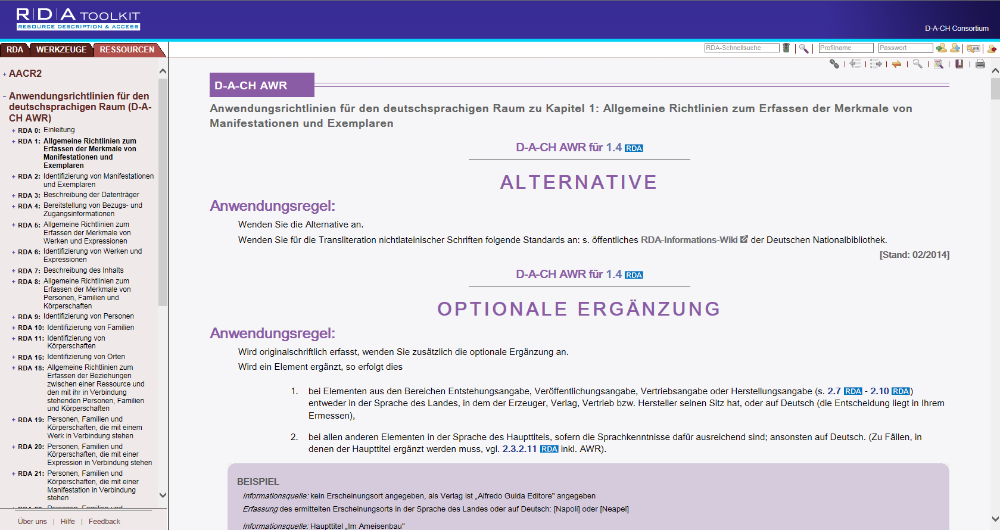 R|D|A TOOLKIT
RESOURCE DESCRIPTION & ACCESS
D-A-CH Consortium
RDA WERKZEUGE RESSOURCEN
RDA-Schnellsuche Profilname Passwort
+ AACR2
− Anwendungsrichtlinien für den
deutschsprachigen Raum (D-A-
CH AWR)
+ RDA 0: Einleitung
+ RDA 1: Allgemeine Richtlinien zum
Erfassen der Merkmale von
Manifestationen und
Exemplaren
+ RDA 2: Identifizierung von Manifestationen
und Exemplaren
+ RDA 3: Beschreibung der Datenträger
+ RDA 4: Bereitstellung von Bezugs- und
Zugangsinformationen
+ RDA 5: Allgemeine Richtlinien zum
Erfassen der Merkmale von
Werken und Expressionen
+ RDA 6: Identifizierung von Werken und
Expressionen
+ RDA 7: Beschreibung des Inhalts
+ RDA 8: Allgemeine Richtlinien zum
Erfassen der Merkmale von
Personen, Familien und
Körperschaften
+ RDA 9: Identifizierung von Personen
+ RDA 10: Identifizierung von Familien
+ RDA 11: Identifizierung von
Körperschaften
+ RDA 16: Identifizierung von Orten
+ RDA 18: Allgemeine Richtlinien zum
Erfassen der Beziehungen
zwischen einer Ressource und
den mit ihr in Verbindung
stehenden Personen, Familien
und Körperschaften
+ RDA 19: Personen, Familien und
Körperschaften, die mit einem
Werk in Verbindung stehen
+ RDA 20: Personen, Familien und
Körperschaften, die mit einer
Expression in Verbindung stehen
+ RDA 21: Personen, Familien und
Körperschaften, die mit einer
Manifestation in Verbindung
stehen
Über uns | Hilfe | Feedback
D-A-CH AWR
Anwendungsrichtlinien für den deutschsprachigen Raum zu Kapitel 1: Allgemeine Richtlinien zum Erfassen der Merkmale von
Manifestationen und Exemplaren
D-A-CH AWR für 1.4 RDA
ALTERNATIVE
Anwendungsregel:
Wenden Sie die Alternative an.
Wenden Sie für die Transliteration nichtlateinischer Schriften folgende Standards an: s. öffentliches RDA-Informations-Wiki der Deutschen Nationalbibliothek.
[Stand: 02/2014]
D-A-CH AWR für 1.4 RDA
OPTIONALE ERGÄNZUNG
Anwendungsregel:
Wird originalschriftlich erfasst, wenden Sie zusätzlich die optionale Ergänzung an.
Wird ein Element ergänzt, so erfolgt dies
1. bei Elementen aus den Bereichen Entstehungsangabe, Veröffentlichungsangabe, Vertriebsangabe oder Herstellungsangabe (s. 2.7 RDA - 2.10 RDA)
entweder in der Sprache des Landes, in dem der Erzeuger, Verlag, Vertrieb bzw. Hersteller seinen Sitz hat, oder auf Deutsch (die Entscheidung liegt in Ihrem
Ermessen),
2. bei allen anderen Elementen in der Sprache des Haupttitels, sofern die Sprachkenntnisse dafür ausreichend sind; ansonsten auf Deutsch. (Zu Fällen, in
denen der Haupttitel ergänzt werden muss, vgl. 2.3.2.11 RDA inkl. AWR).
BEISPIEL
Informationsquelle: kein Erscheinungsort angegeben, als Verlag ist „Alfredo Guida Editore" angegeben
Erfassung des ermittelten Erscheinungsorts in der Sprache des Landes oder auf Deutsch: [Napoli] oder [Neapel]
Informationsquelle: Haupttitel „Im Ameisenbau"